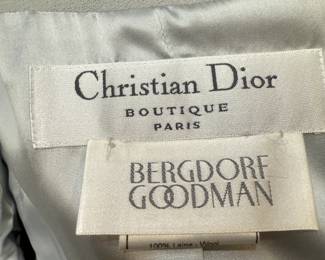 Christian Dior
BOUTIQUE
PARIS
BERGDORF
GOODMAN
100% Laine - Wool